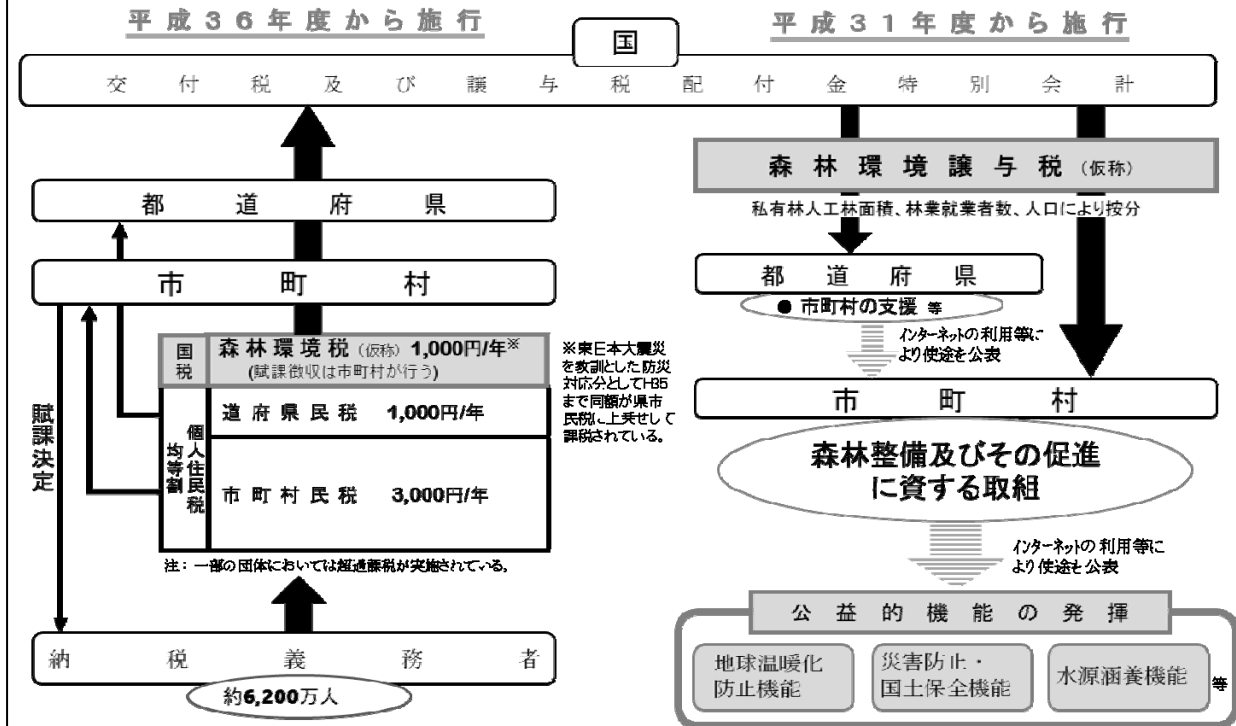 平成３６年度から施行
平成３１年度から施行
国
交付税及び譲与税配付金特別会計
都道府県
市町村
国税
森林環境税（仮称）1,000円/年※
(賦課徴収は市町村が行う)
個人住民税
均等割
道府県民税 1,000円/年
市町村民税 3,000円/年
※東日本大震災
を教訓とした防災
対応分としてH35
まで同額が県市
民税に上乗せして
課税されている。
注：一部の団体においては超過課税が実施されている。
賦課決定
納税義務者
約6,200万人
森林環境譲与税（仮称）
私有林人工林面積、林業就業者数、人口により按分
都道府県
● 市町村の支援 等
インターネットの利用等に
より使途を公表
市町村
森林整備及びその促進
に資する取組
インターネットの利用等に
より使途を公表
公益的機能の発揮
地球温暖化
防止機能
災害防止・
国土保全機能
水源涵養機能
等